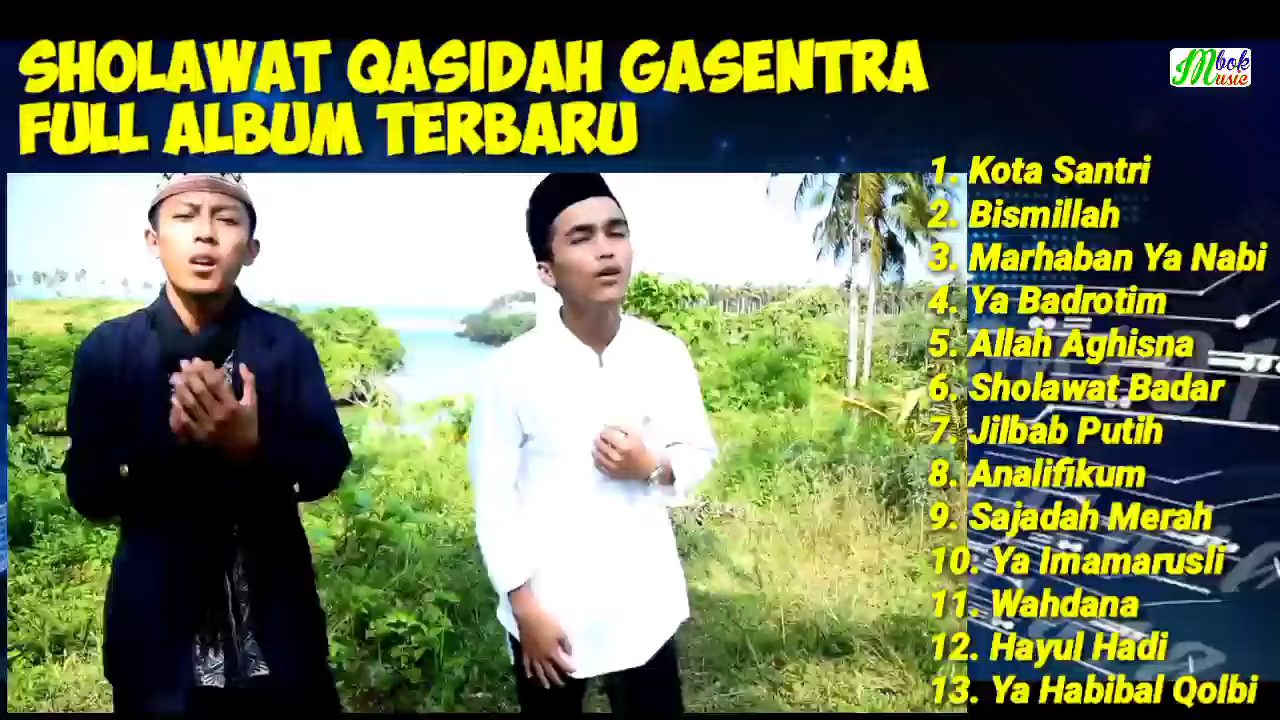 SHOLAWAT QASIDAH GASENTRA
FULL ALBUM TERBARU
Mbok
Music
1. Kota Santri
2. Bismillah
3. Marhaban Ya Nabi
4. Ya Badrotim
5. Allah Aghisna
6. Sholawat Badar
7. Jilbab Putih
8. Analifikum
9. Sajadah Merah
10. Ya Imamarusli
11. Wahdana
12. Hayul Hadi
13. Ya Habibal Qolbi